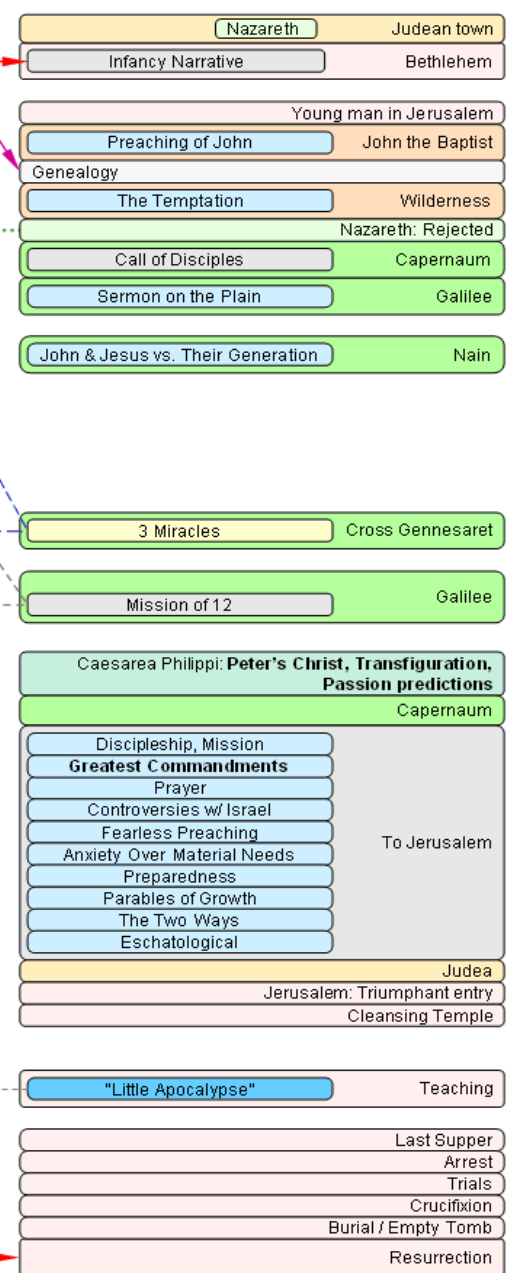 Nazareth Judean town
Infancy Narrative Bethlehem
Young man in Jerusalem
Preaching of John John the Baptist
Genealogy
The Temptation Wilderness
Nazareth: Rejected
Call of Disciples Capernaum
Sermon on the Plain Galilee
John & Jesus vs. Their Generation Nain
3 Miracles Cross Gennesaret
Galilee
Mission of 12
Caesarea Philippi: Peter's Christ, Transfiguration,
Passion predictions
Capernaum
Discipleship, Mission
Greatest Commandments
Prayer
Controversies w/ Israel
Fearless Preaching
To Jerusalem
Anxiety Over Material Needs
Preparedness
Parables of Growth
The Two Ways
Eschatological
Judea
Jerusalem: Triumphant entry
Cleansing Temple
"Little Apocalypse" Teaching
Last Supper
Arrest
Trials
Crucifixion
Burial / Empty Tomb
Resurrection